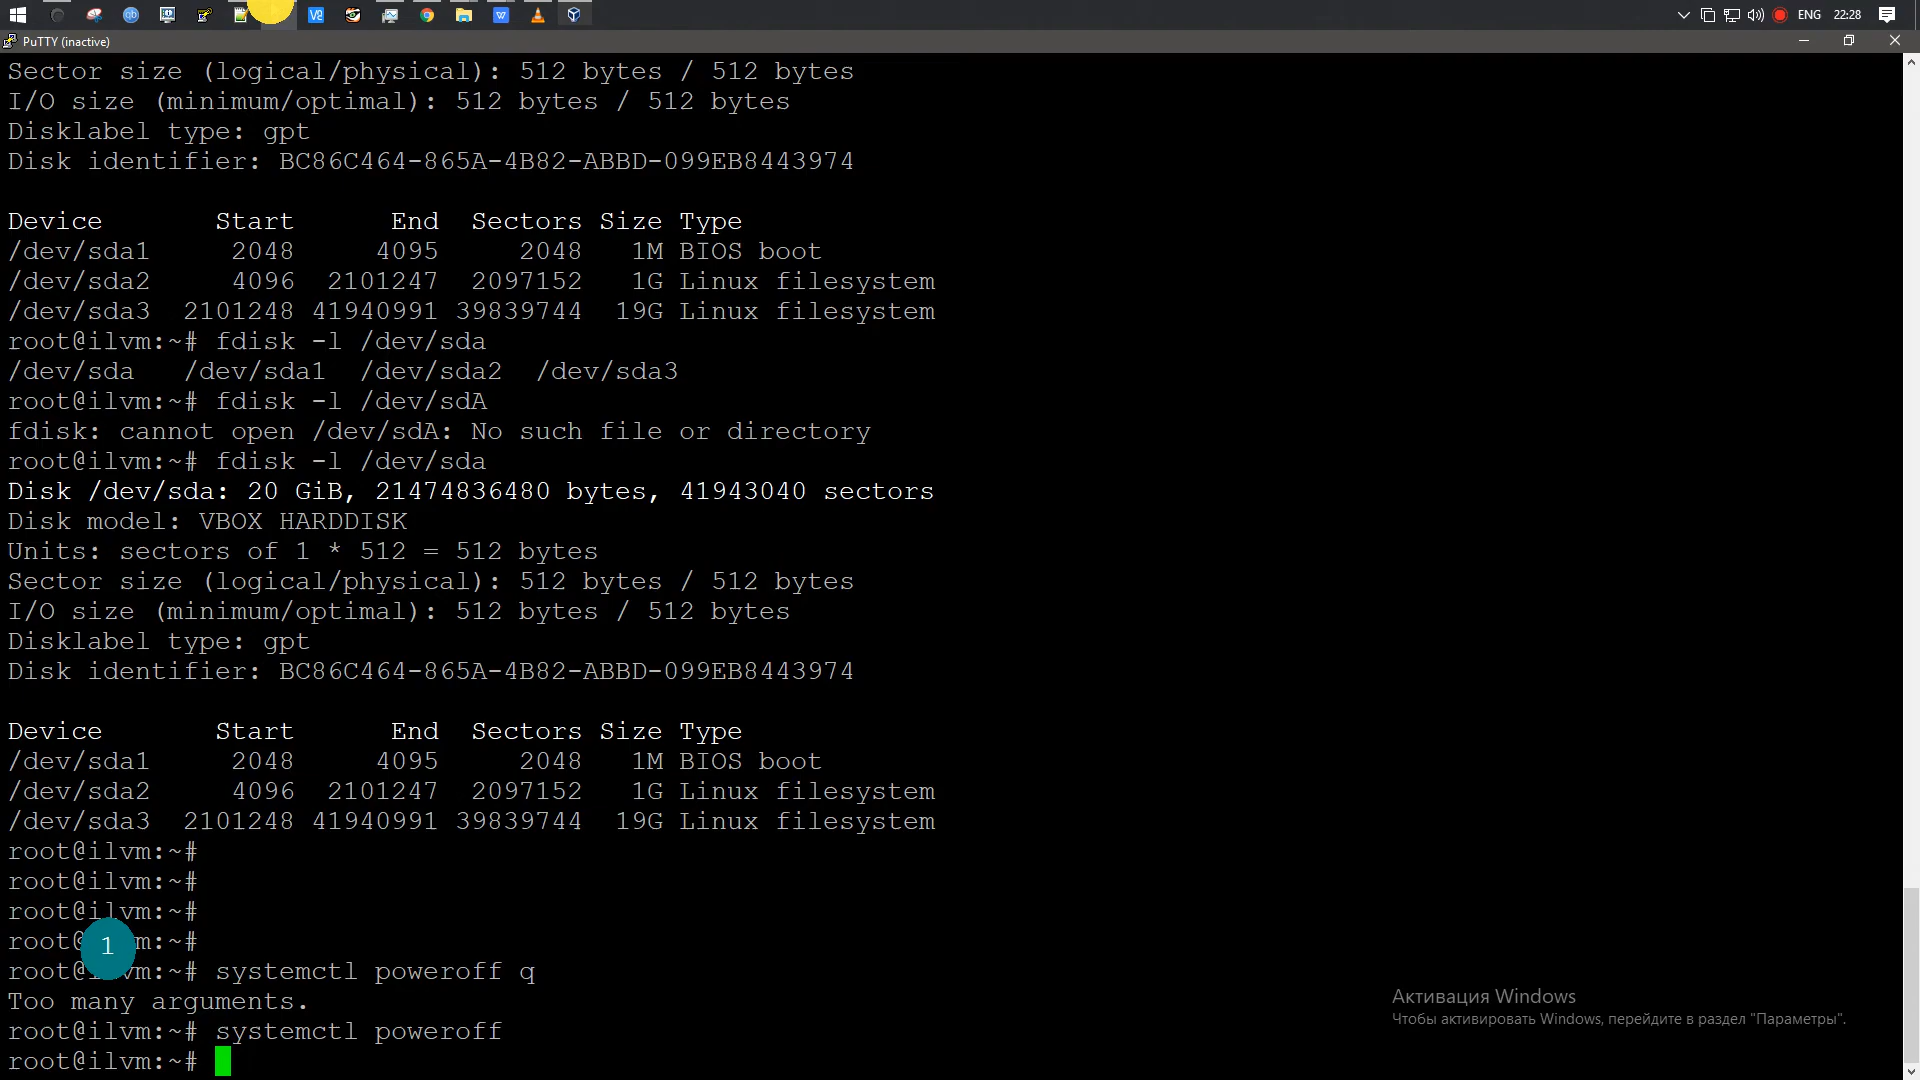 ENG 22:28
PuTTY (inactive)
Sector size (logical/physical): 512 bytes / 512 bytes
I/O size (minimum/optimal): 512 bytes / 512 bytes
Disklabel type: gpt
Disk identifier: BC86C464-865A-4B82-ABBD-099EB8443974
Device Start End Sectors Size Type
/dev/sda1 2048 4095 2048 1M BIOS boot
/dev/sda2 4096 2101247 2097152 1G Linux filesystem
/dev/sda3 2101248 41940991 39839744 19G Linux filesystem
root@ilvm:~# fdisk -l /dev/sda
/dev/sda /dev/sda1 /dev/sda2 /dev/sda3
root@ilvm:~# fdisk -l /dev/sdA
fdisk: cannot open /dev/sdA: No such file or directory
root@ilvm:~# fdisk -l /dev/sda
Disk /dev/sda: 20 GiB, 21474836480 bytes, 41943040 sectors
Disk model: VBOX HARDDISK
Units: sectors of 1 * 512 = 512 bytes
Sector size (logical/physical): 512 bytes / 512 bytes
I/O size (minimum/optimal): 512 bytes / 512 bytes
Disklabel type: gpt
Disk identifier: BC86C464-865A-4B82-ABBD-099EB8443974
Device Start End Sectors Size Type
/dev/sda1 2048 4095 2048 1M BIOS boot
/dev/sda2 4096 2101247 2097152 1G Linux filesystem
/dev/sda3 2101248 41940991 39839744 19G Linux filesystem
root@ilvm:~#
root@ilvm:~#
root@ilvm:~#
root@ m:~#
1
root@ilvm:~# systemctl poweroff q
Too many arguments.
root@ilvm:~# systemctl poweroff
root@ilvm:~#
Активация Windows
Чтобы активировать Windows, перейдите в раздел "Параметры".